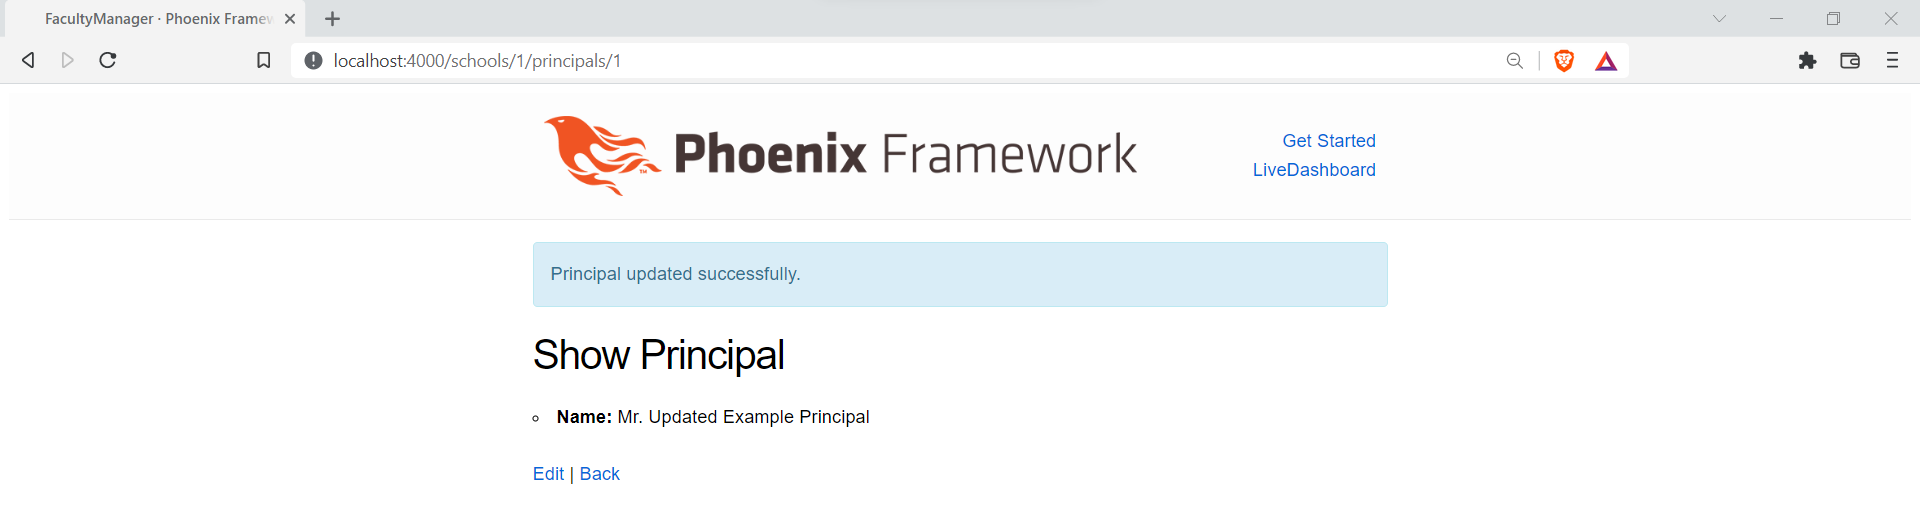 FacultyManager · Phoenix Framew
localhost:4000/schools/1/principals/1
Phoenix Framework
TM
Get Started
LiveDashboard
Principal updated successfully.
Show Principal
Name: Mr. Updated Example Principal
Edit | Back